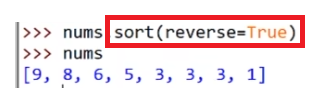 >>> nums sort(reverse=True)
>>> nums
[9, 8, 6, 5, 3, 3, 3, 1]